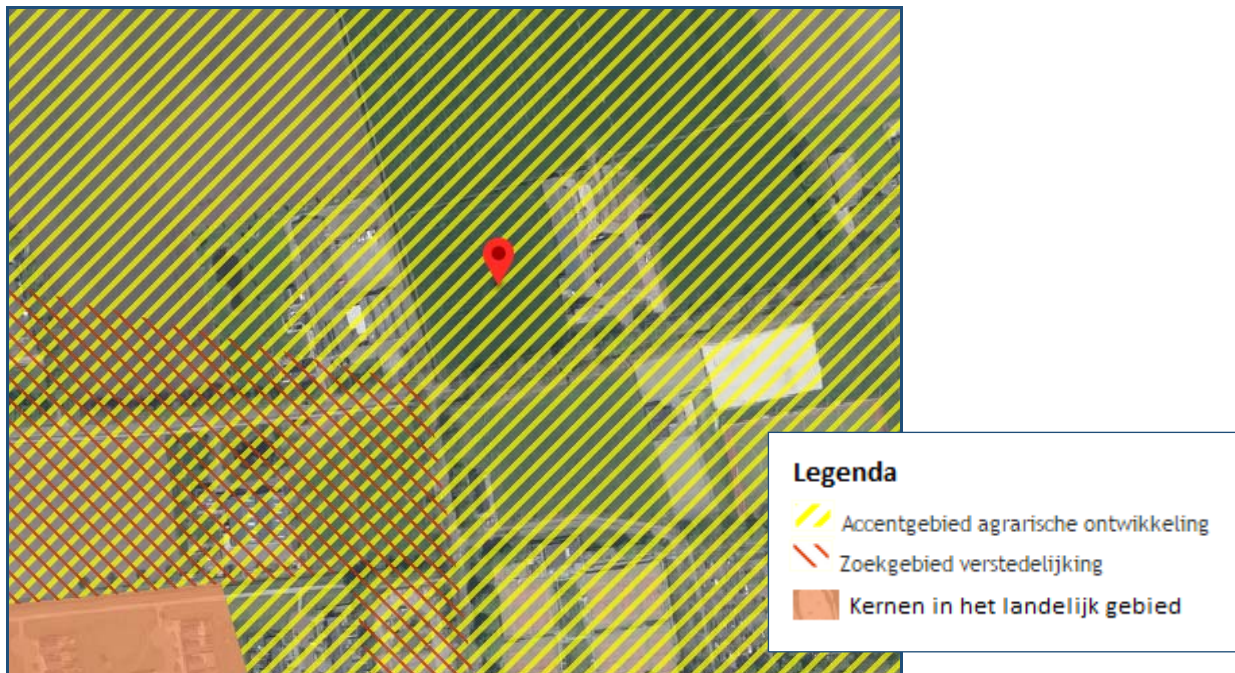 Legenda
Accentgebied agrarische ontwikkeling
Zoekgebied verstedelijking
Kernen in het landelijk gebied